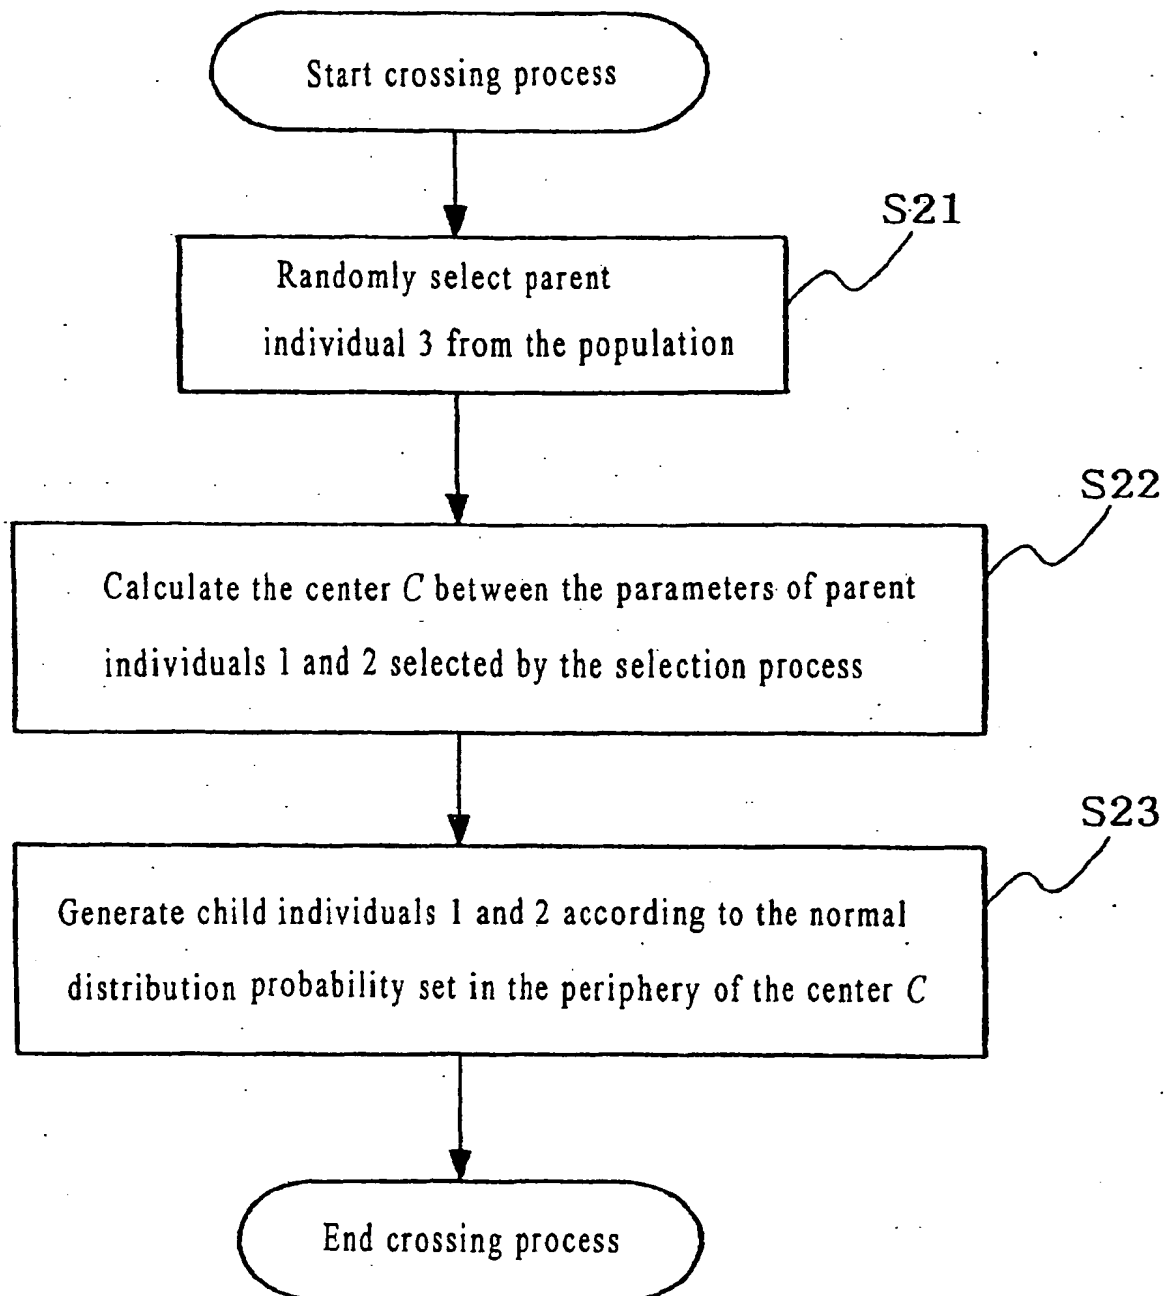 Start crossing process
S21
Randomly select parent
individual 3 from the population
S22
Calculate the center C between the parameters of parent
individuals 1 and 2 selected by the selection process
S23
Generate child individuals 1 and 2 according to the normal
distribution probability set in the periphery of the center C
End crossing process